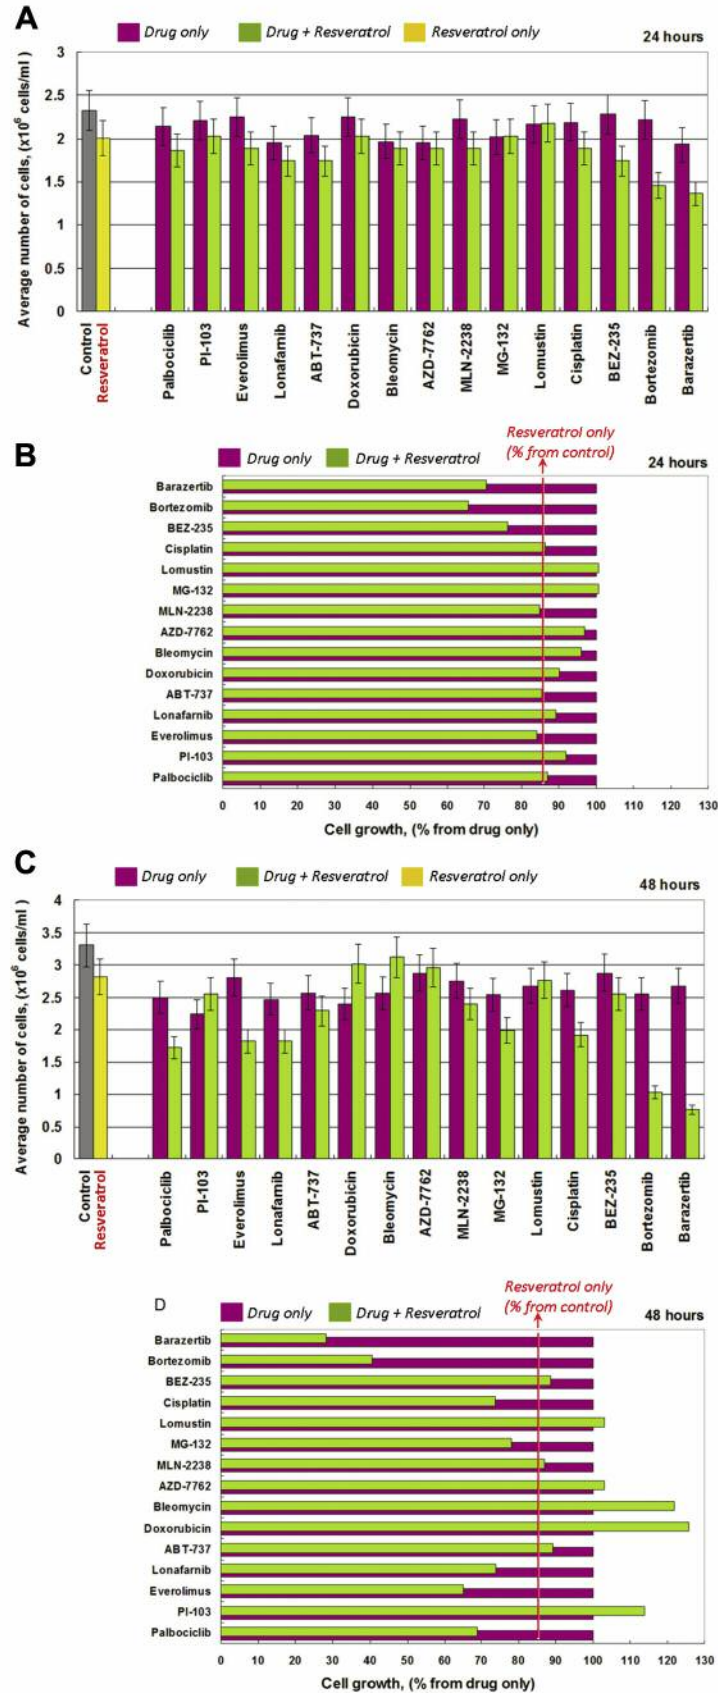 A
Drug only Drug + Resveratrol Resveratrol only
24 hours
Average number of cells, (x10⁶ cells/ml )
3
2.5
2
1.5
1
0.5
0
Control
Resveratrol
Palbociclib
PI-103
Everolimus
Lonafarnib
ABT-737
Doxorubicin
Bleomycin
AZD-7762
MLN-2238
MG-132
Lomustin
Cisplatin
BEZ-235
Bortezomib
Barazertib
B
Drug only Drug + Resveratrol
Resveratrol only
(% from control)
24 hours
Barazertib
Bortezomib
BEZ-235
Cisplatin
Lomustin
MG-132
MLN-2238
AZD-7762
Bleomycin
Doxorubicin
ABT-737
Lonafarnib
Everolimus
PI-103
Palbociclib
0 10 20 30 40 50 60 70 80 90 100 110 120 130
Cell growth, (% from drug only)
C
Drug only Drug + Resveratrol Resveratrol only
48 hours
Average number of cells, (x10⁶ cells/ml )
4
3.5
3
2.5
2
1.5
1
0.5
0
Control
Resveratrol
Palbociclib
PI-103
Everolimus
Lonafarnib
ABT-737
Doxorubicin
Bleomycin
AZD-7762
MLN-2238
MG-132
Lomustin
Cisplatin
BEZ-235
Bortezomib
Barazertib
D
Drug only Drug + Resveratrol
Resveratrol only
(% from control)
48 hours
Barazertib
Bortezomib
BEZ-235
Cisplatin
Lomustin
MG-132
MLN-2238
AZD-7762
Bleomycin
Doxorubicin
ABT-737
Lonafarnib
Everolimus
PI-103
Palbociclib
0 10 20 30 40 50 60 70 80 90 100 110 120 130
Cell growth, (% from drug only)